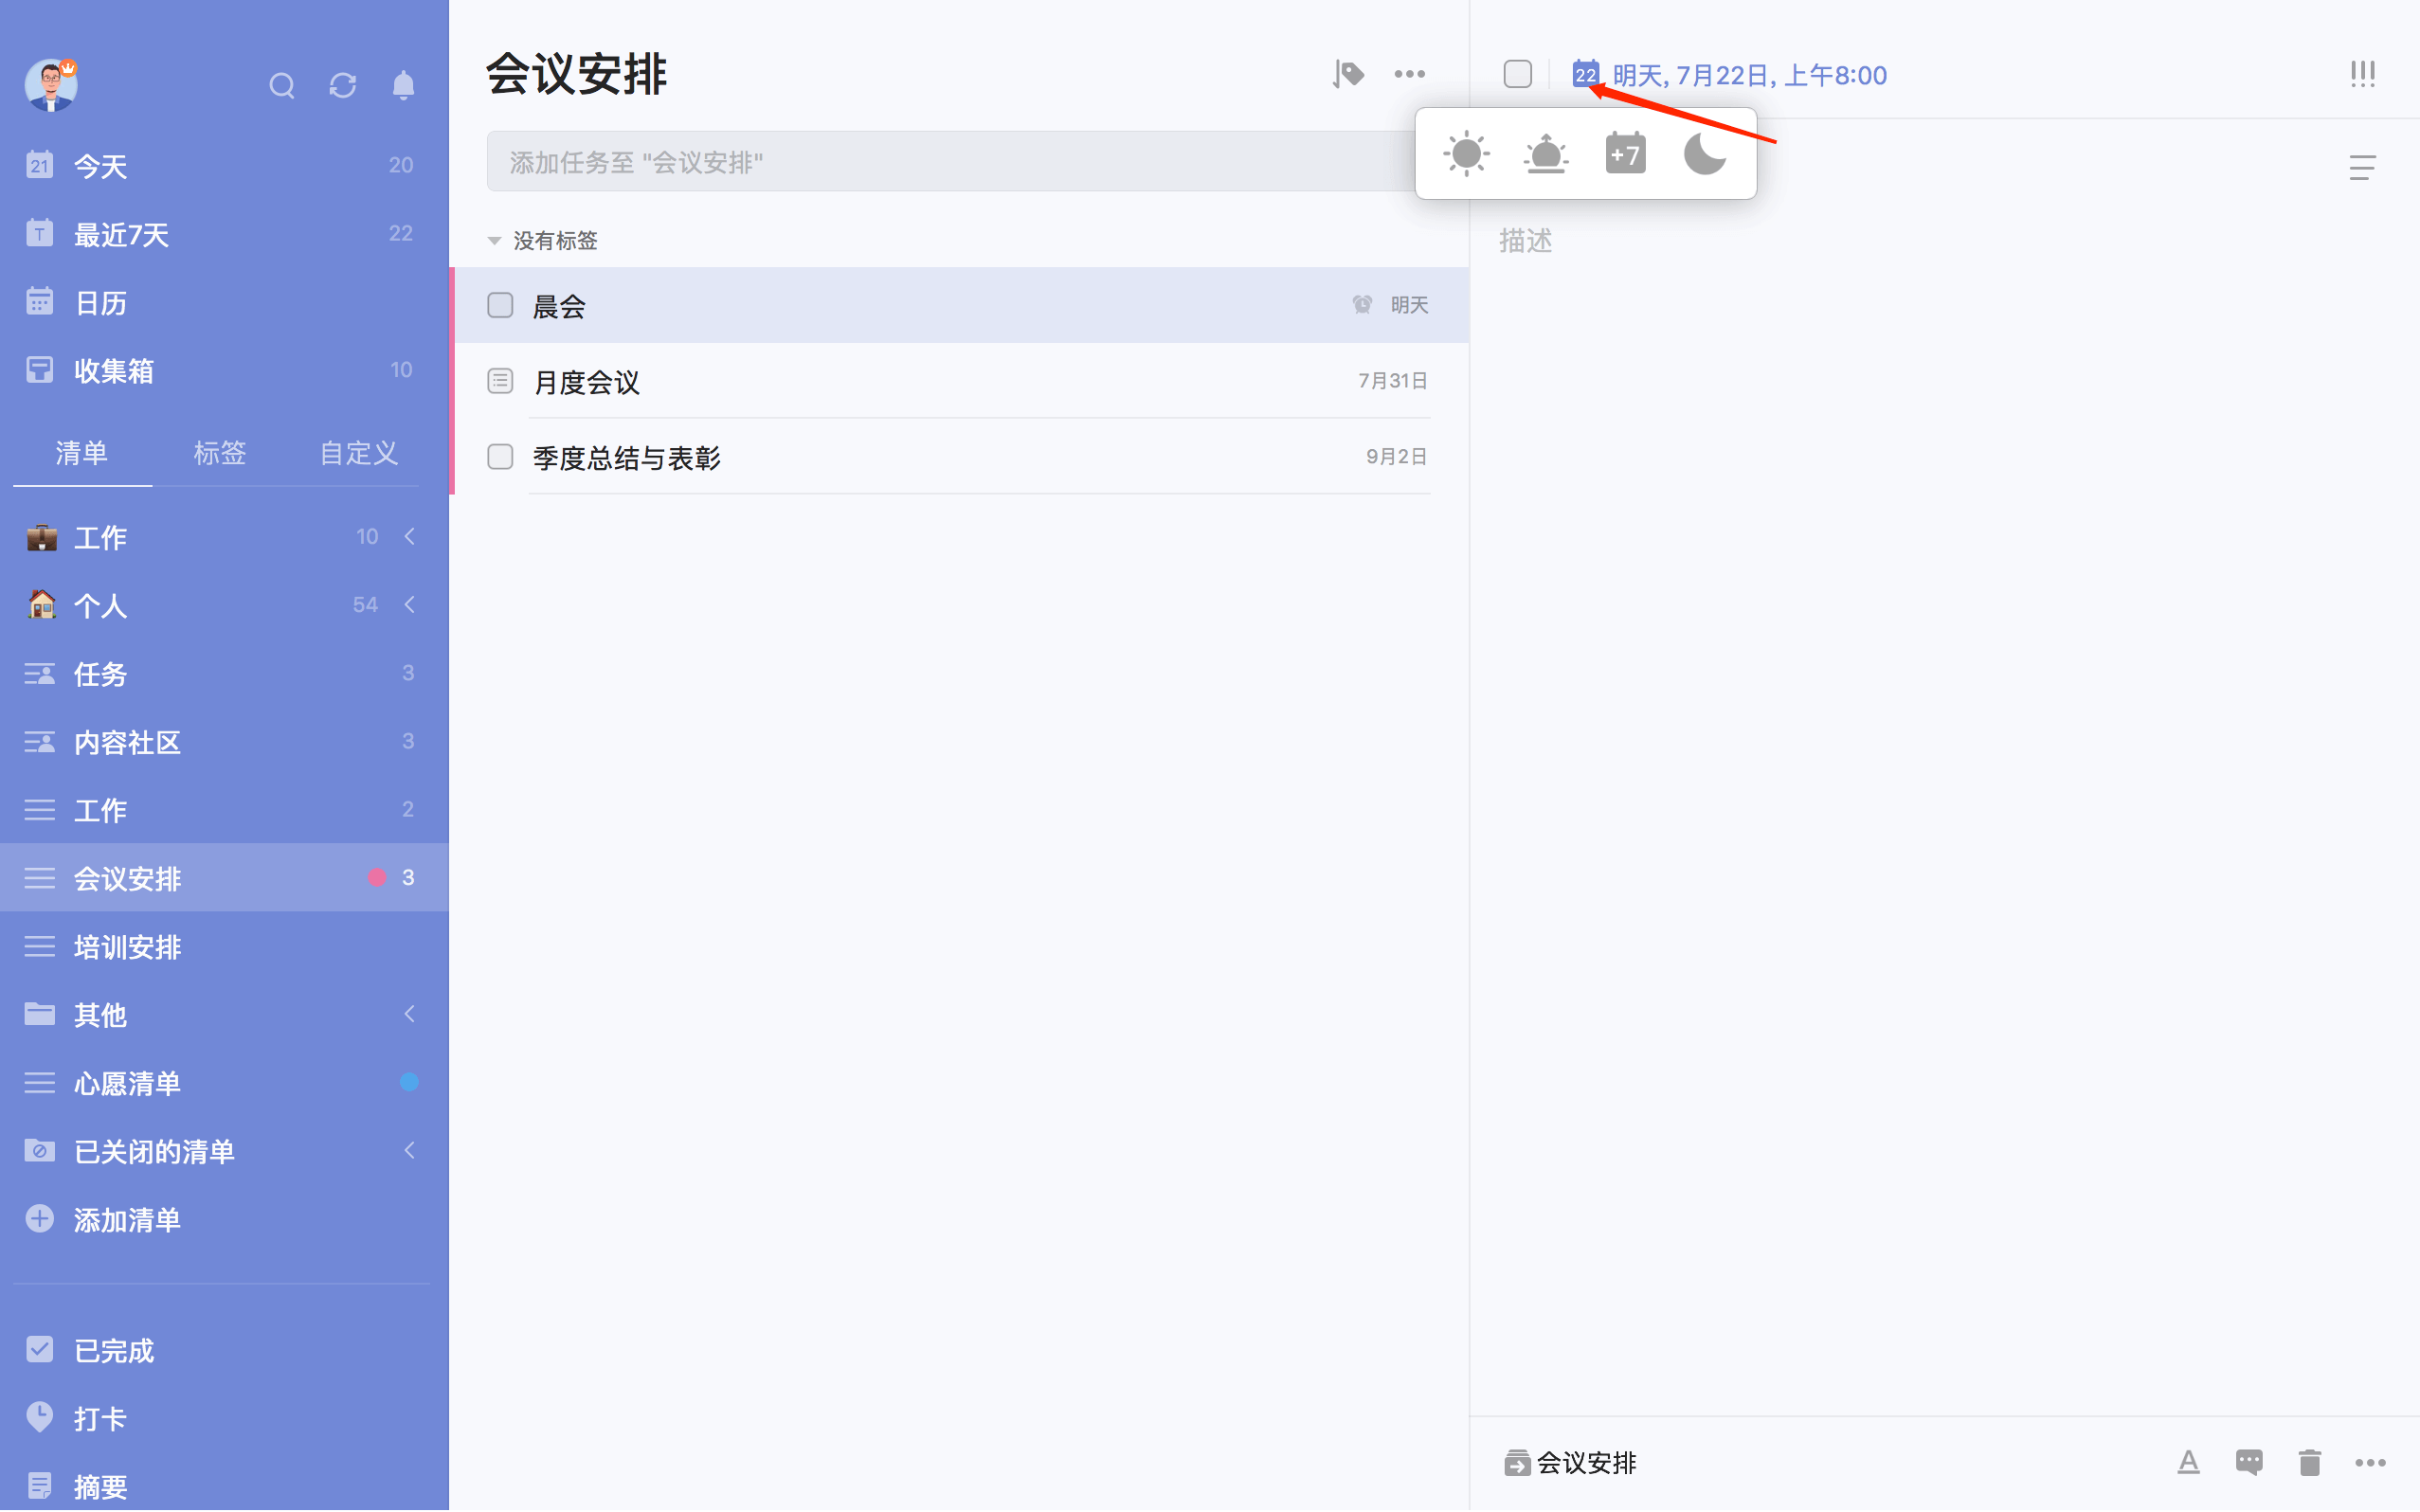 21 今天 20
T 最近7天 22
日历
收集箱 10
清单 标签 自定义
工作 10
个人 54
任务 3
内容社区 3
工作 2
会议安排 3
培训安排
其他
心愿清单
已关闭的清单
添加清单
已完成
打卡
摘要
会议安排
添加任务至 "会议安排"
没有标签
晨会 明天
月度会议 7月31日
季度总结与表彰 9月2日
22 明天, 7月22日, 上午8:00
+7
描述
会议安排
A